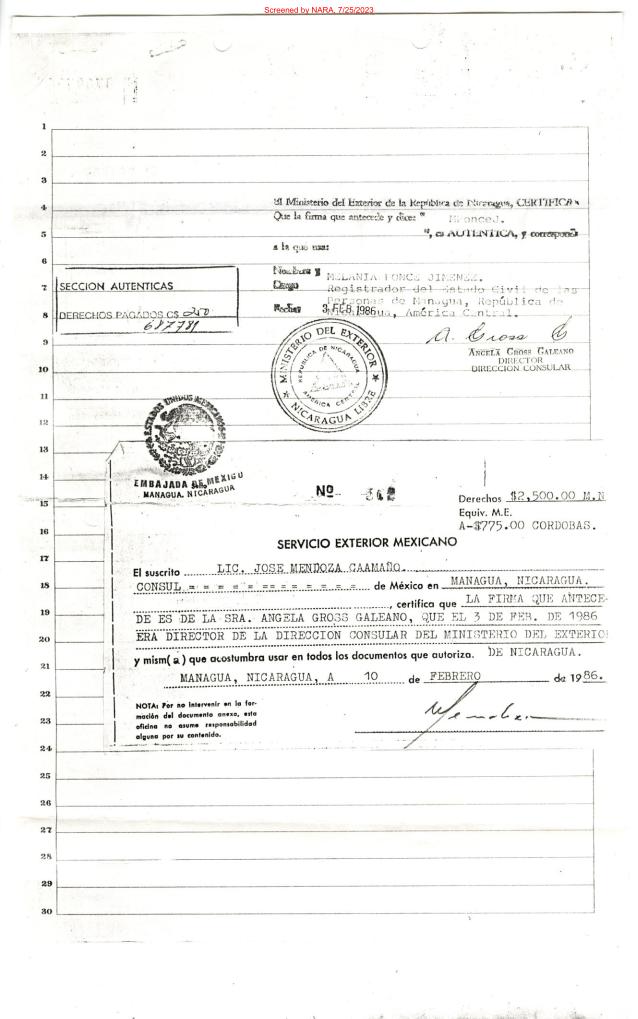 Screened by NARA, 7/25/2023
1
2
3
4
El Ministerio del Exterior de la República de Nicaragua, CERTIFICA
Que la firma que antecede y dice: "
5
", es AUTENTICA, y corresponde
a la que usa:
6
Nombre y MELANIA PONCE JIMENEZ.
7
SECCION AUTENTICAS
Cargo Registrador del Estado Civil de las
Personas de Managua, República de
8
DERECHOS PAGADOS C$ 250
687781
Fecha 3 FEB. 1986 América Central.
9
A. Gross G
ANGELA GROSS GALEANO
DIRECTOR
DIRECCION CONSULAR
10
MINISTERIO DEL EXTERIOR
REPUBLICA DE NICARAGUA
AMERICA CENTRAL
NICARAGUA LIBRE
11
12
ESTADOS UNIDOS MEXICANOS
13
14
EMBAJADA DE MEXICO
MANAGUA, NICARAGUA
15
Nº
Derechos $2,500.00 M.N
Equiv. M.E.
16
A-$775.00 CORDOBAS.
SERVICIO EXTERIOR MEXICANO
17
El suscrito LIC. JOSE MENDOZA CAAMAÑO.
18
CONSUL = = = = = = = = = = = de México en MANAGUA, NICARAGUA.
, certifica que LA FIRMA QUE ANTECE-
19
DE ES DE LA SRA. ANGELA GROSS GALEANO, QUE EL 3 DE FEB. DE 1986
20
ERA DIRECTOR DE LA DIRECCION CONSULAR DEL MINISTERIO DEL EXTERIO
y mism(a) que acostumbra usar en todos los documentos que autoriza. DE NICARAGUA.
21
MANAGUA, NICARAGUA, A 10 de FEBRERO de 1986.
22
NOTA: Por no intervenir en la for-
mación del documento anexo, esta
23
oficina no asume responsabilidad
alguna por su contenido.
24
25
26
27
28
29
30